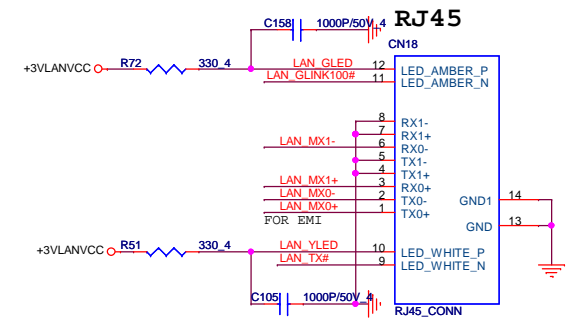 RJ45
C158 1000P/50V_4
CN18
+3VLANVCC R72 330_4 LAN_GLED 12 LED_AMBER_P
LAN_GLINK100# 11 LED_AMBER_N
8 RX1-
7 RX1+
LAN_MX1- 6 RX0-
5 TX1-
4 TX1+
LAN_MX1+ 3 RX0+
LAN_MX0- 2 TX0- GND1 14
LAN_MX0+ 1 TX0+
FOR EMI
GND 13
+3VLANVCC R51 330_4 LAN_YLED 10 LED_WHITE_P
LAN_TX# 9 LED_WHITE_N
C105 1000P/50V_4
RJ45_CONN